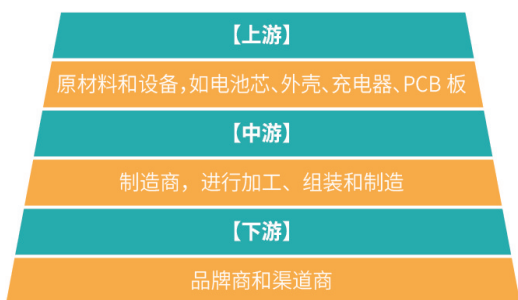 【上游】
原材料和设备,如电池芯、外壳、充电器、PCB 板
【中游】
制造商，进行加工、组装和制造
【下游】
品牌商和渠道商